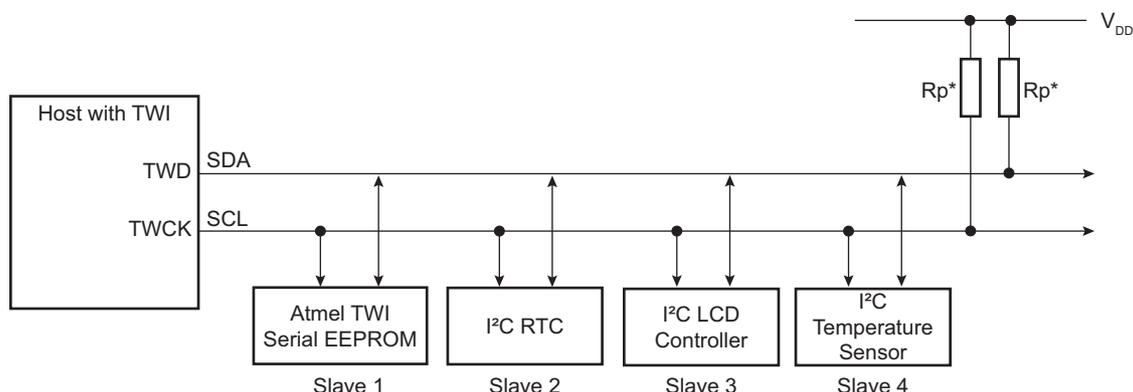 V_DD
Rp*
Rp*
Host with TWI
TWD
SDA
TWCK
SCL
Atmel TWI
Serial EEPROM
I²C RTC
I²C LCD
Controller
I²C
Temperature
Sensor
Slave 1
Slave 2
Slave 3
Slave 4